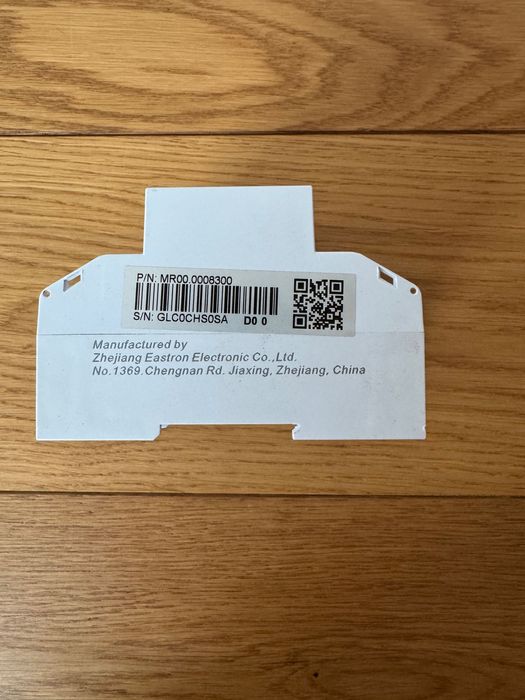 P/N: MR00.0008300
S/N: GLC0CHS0SA D0 0
Manufactured by
Zhejiang Eastron Electronic Co.,Ltd.
No.1369.Chengnan Rd. Jiaxing, Zhejiang, China